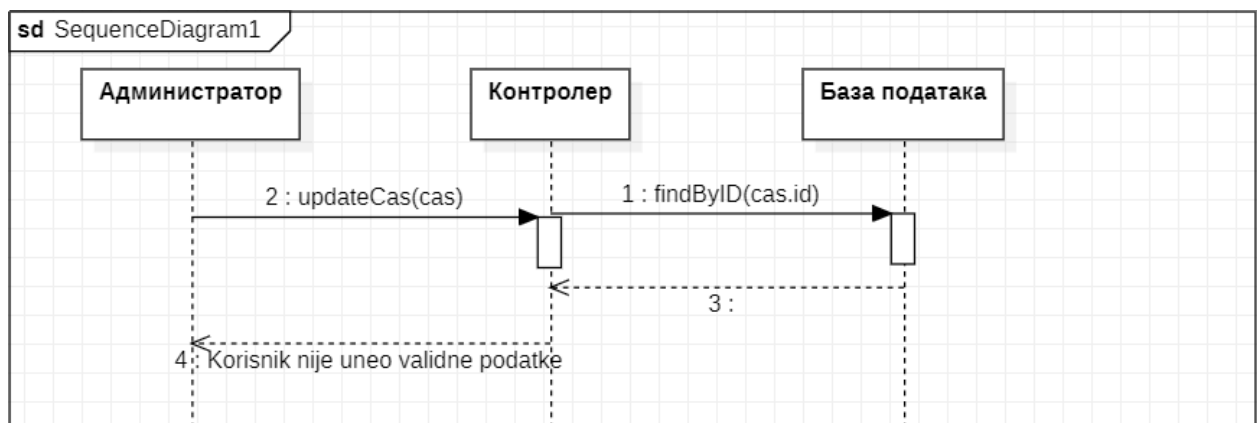 sd SequenceDiagram1
Администратор
Контролер
База података
2 : updateCas(cas)
1 : findByID(cas.id)
3 :
4 : Korisnik nije uneo validne podatke